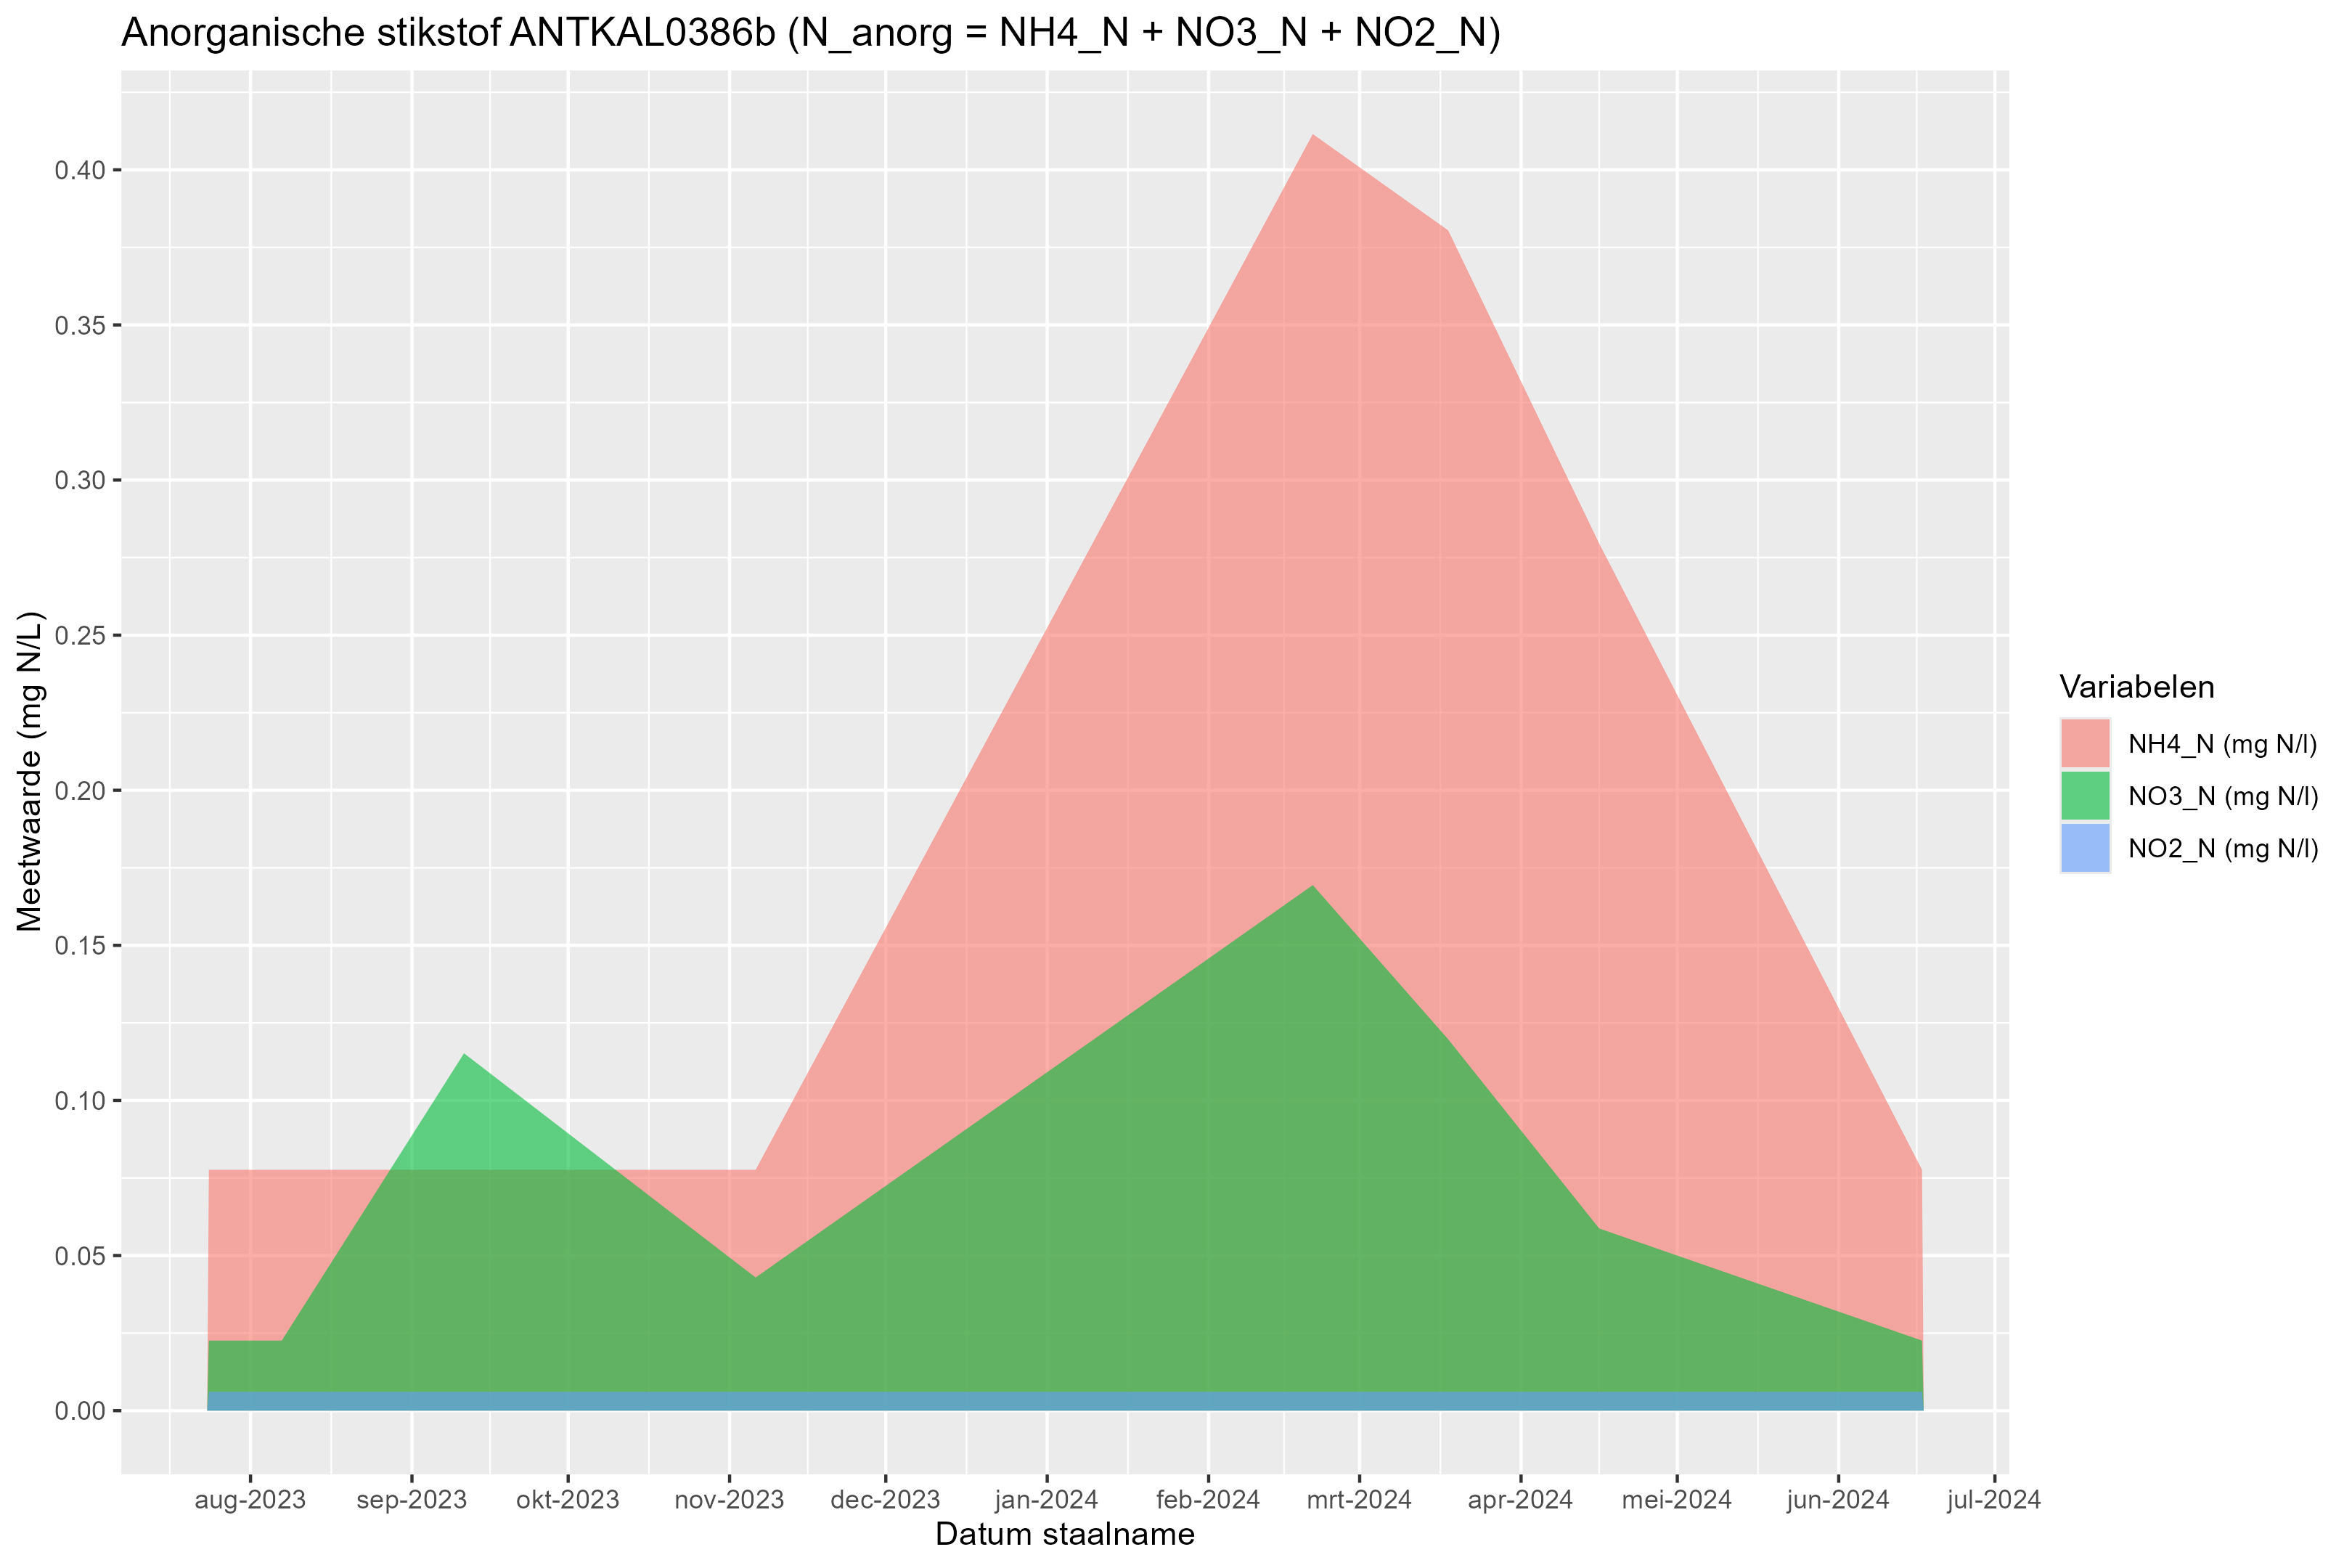 Anorganische stikstof ANTKAL0386b (N_anorg = NH4_N + NO3_N + NO2_N)
Meetwaarde (mg N/L)
0.40
0.35
0.30
0.25
0.20
0.15
0.10
0.05
0.00
aug-2023 sep-2023 okt-2023 nov-2023 dec-2023 jan-2024 feb-2024 mrt-2024 apr-2024 mei-2024 jun-2024 jul-2024
Datum staalname
Variabelen
NH4_N (mg N/l)
NO3_N (mg N/l)
NO2_N (mg N/l)